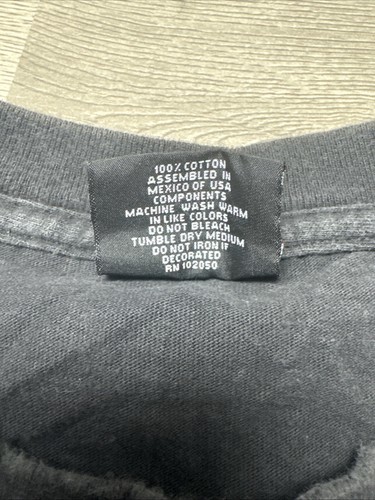 100% COTTON
ASSEMBLED IN
MEXICO OF USA
COMPONENTS
MACHINE WASH WARM
IN LIKE COLORS
DO NOT BLEACH
TUMBLE DRY MEDIUM
DO NOT IRON IF
DECORATED
RN 102050